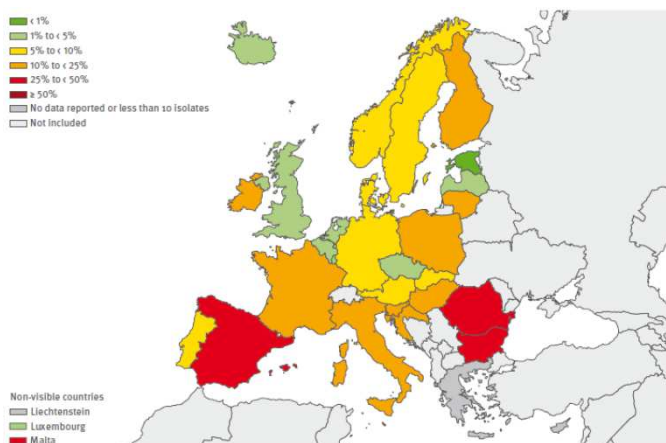 < 1%
1% to < 5%
5% to < 10%
10% to < 25%
25% to < 50%
≥ 50%
No data reported or less than 10 isolates
Not included
Non-visible countries
Liechtenstein
Luxembourg
Malta